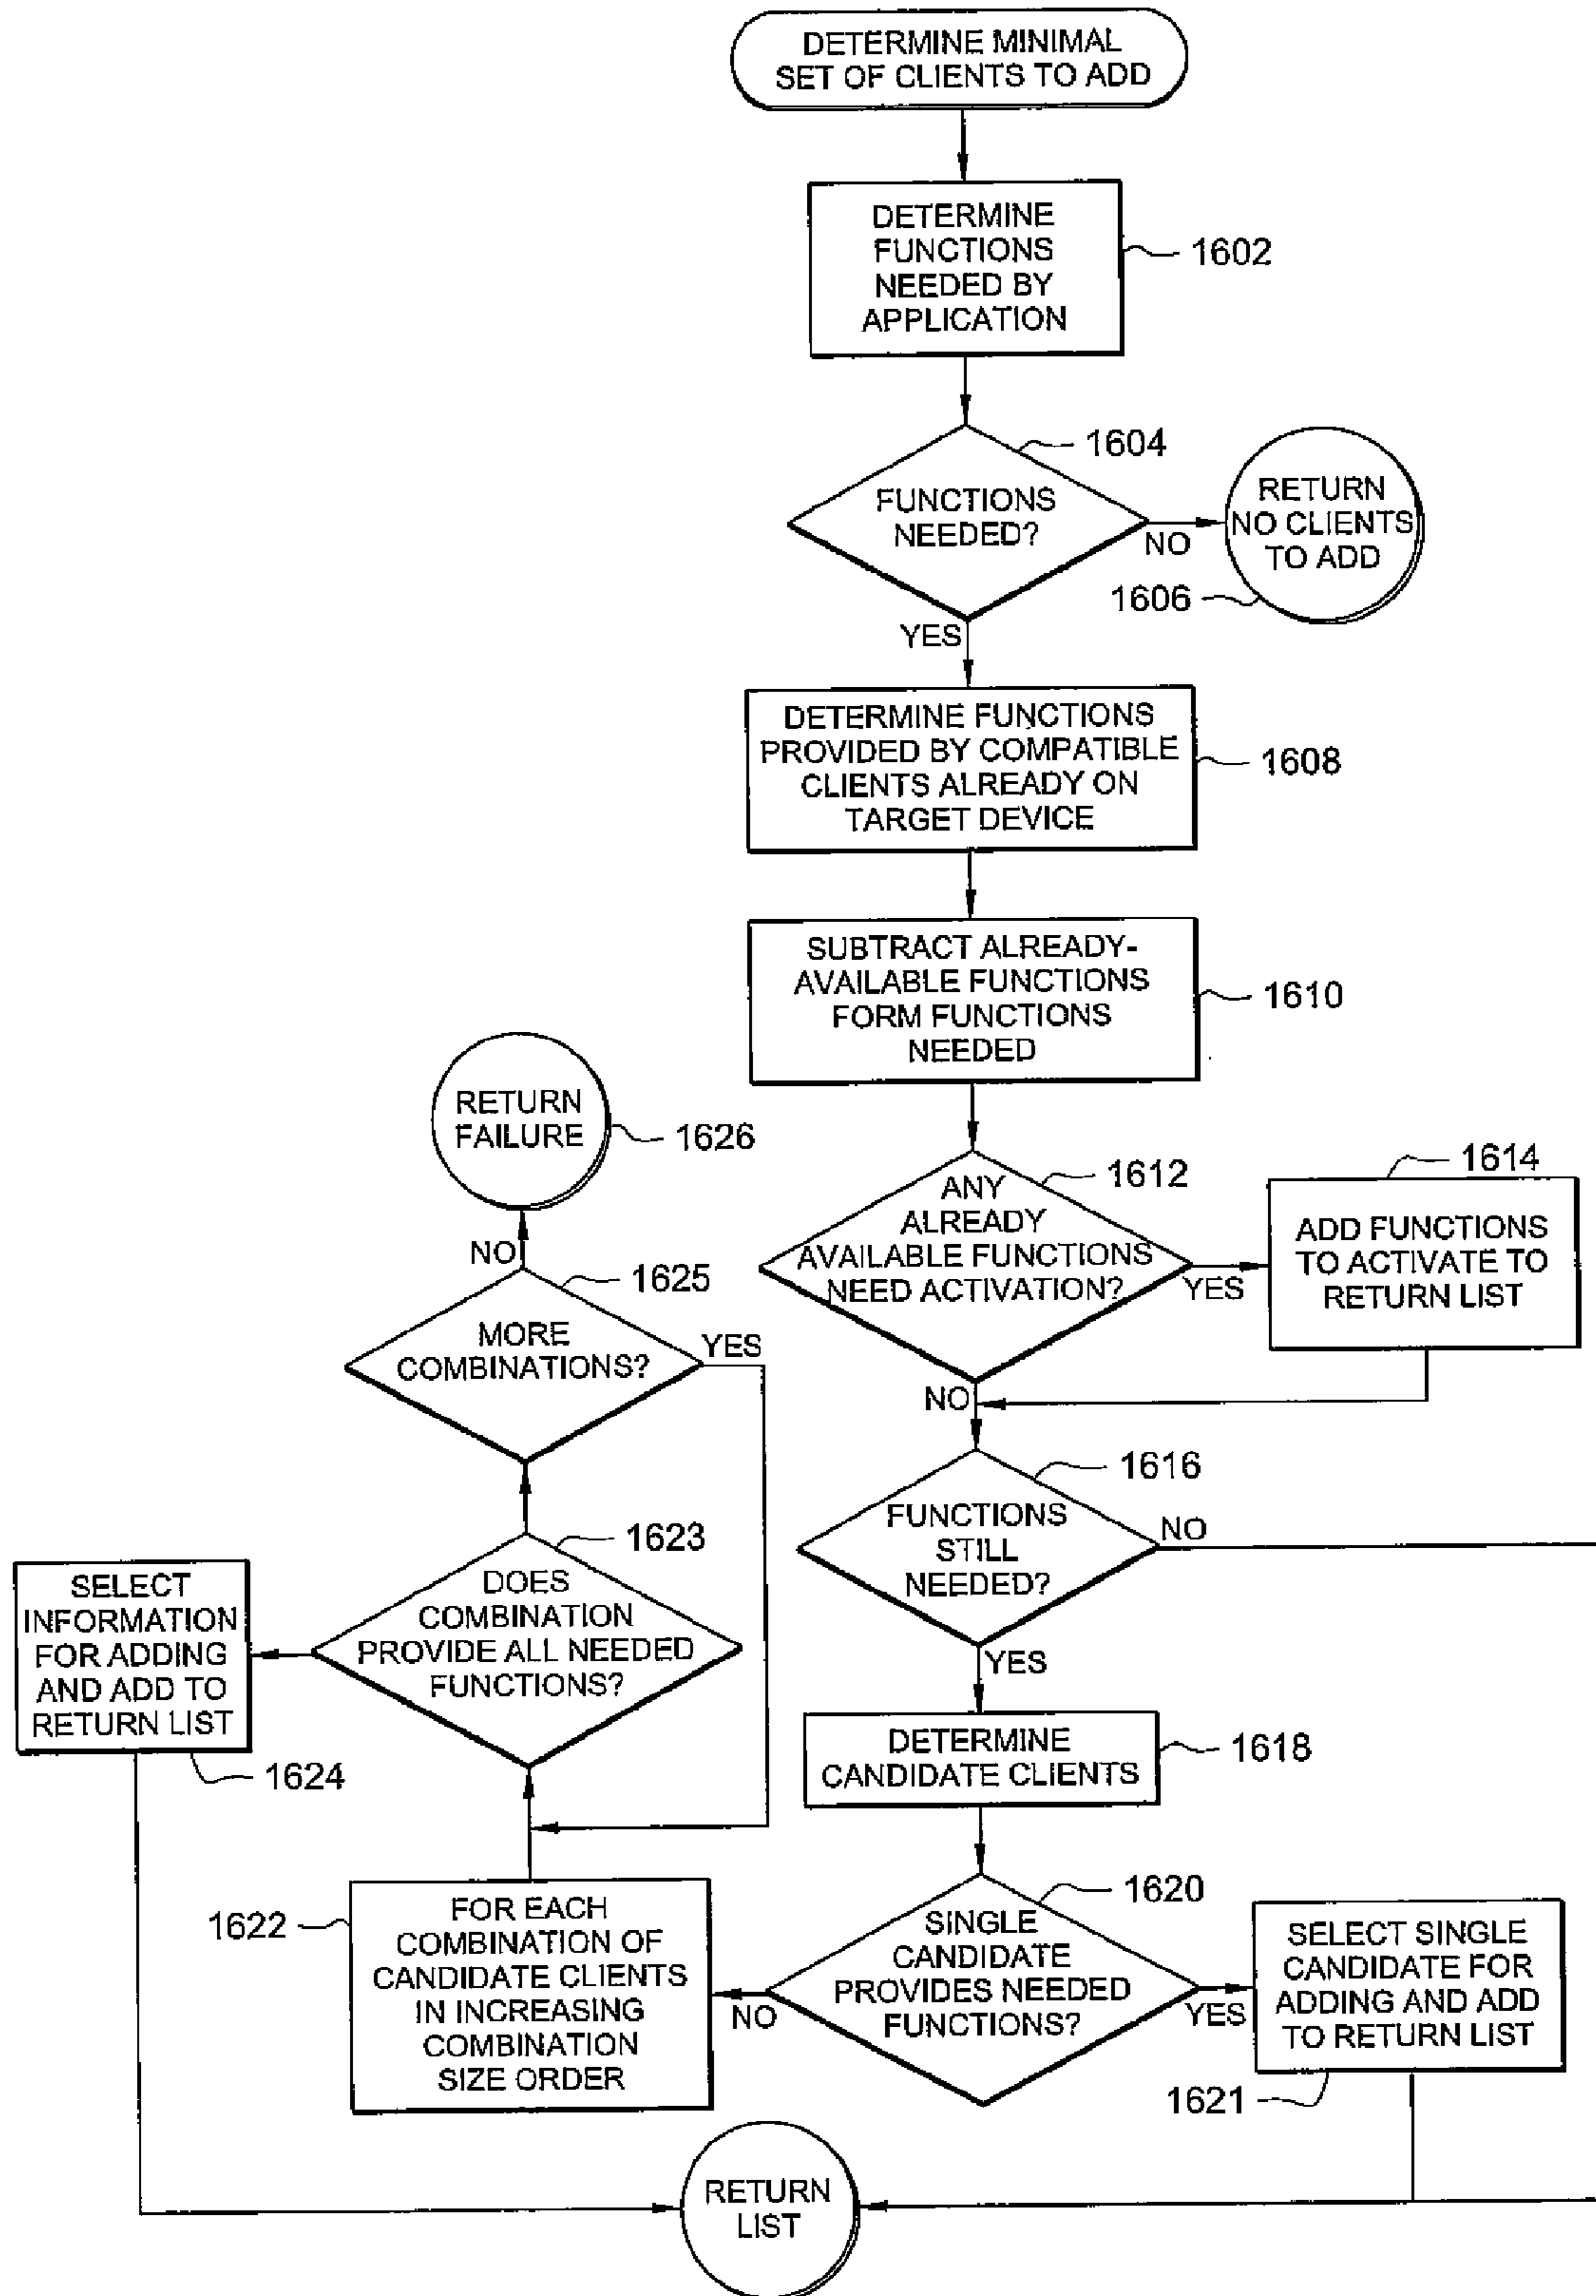 DETERMINE MINIMAL
SET OF CLIENTS TO ADD
DETERMINE
FUNCTIONS
NEEDED BY
APPLICATION
1602
1604
FUNCTIONS
NEEDED?
NO
RETURN
NO CLIENTS
TO ADD
1606
YES
DETERMINE FUNCTIONS
PROVIDED BY COMPATIBLE
CLIENTS ALREADY ON
TARGET DEVICE
1608
SUBTRACT ALREADY-
AVAILABLE FUNCTIONS
FORM FUNCTIONS
NEEDED
1610
1612
ANY
ALREADY
AVAILABLE FUNCTIONS
NEED ACTIVATION?
YES
1614
ADD FUNCTIONS
TO ACTIVATE TO
RETURN LIST
NO
1616
FUNCTIONS
STILL
NEEDED?
NO
YES
DETERMINE
CANDIDATE CLIENTS
1618
1620
SINGLE
CANDIDATE
PROVIDES NEEDED
FUNCTIONS?
YES
SELECT SINGLE
CANDIDATE FOR
ADDING AND ADD
TO RETURN LIST
1621
NO
1622
FOR EACH
COMBINATION OF
CANDIDATE CLIENTS
IN INCREASING
COMBINATION
SIZE ORDER
1623
DOES
COMBINATION
PROVIDE ALL NEEDED
FUNCTIONS?
SELECT
INFORMATION
FOR ADDING
AND ADD TO
RETURN LIST
1624
1625
MORE
COMBINATIONS?
YES
NO
RETURN
FAILURE
1626
RETURN
LIST